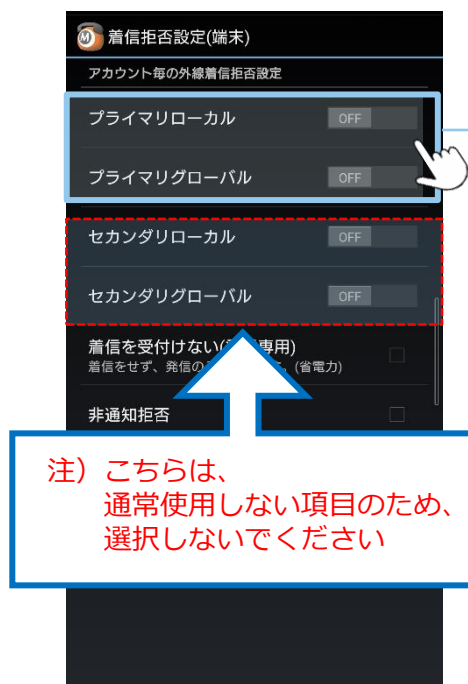 着信拒否設定(端末)
アカウント毎の外線着信拒否設定
プライマリローカル OFF
プライマリグローバル OFF
セカンダリローカル OFF
セカンダリグローバル OFF
着信を受付けない( 専用)
着信をせず、発信の 。(省電力)
非通知拒否
注）こちらは、
通常使用しない項目のため、
選択しないでください